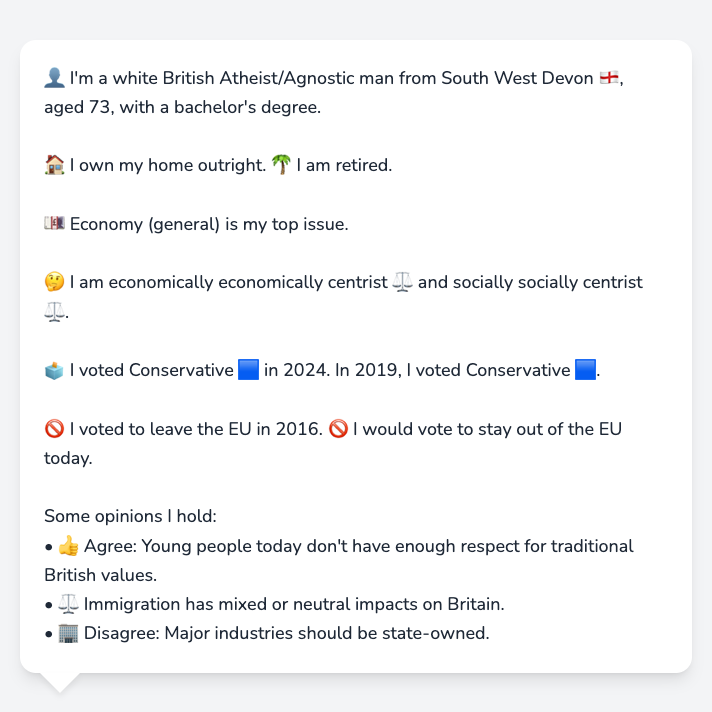 👤 I'm a white British Atheist/Agnostic man from South West Devon 🏴󠁧󠁢󠁥󠁮󠁧󠁿,
aged 73, with a bachelor's degree.
🏠 I own my home outright. 🌴 I am retired.
💷 Economy (general) is my top issue.
🤔 I am economically economically centrist ⚖️ and socially socially centrist
⚖️.
🗳️ I voted Conservative 🟦 in 2024. In 2019, I voted Conservative 🟦.
🚫 I voted to leave the EU in 2016. 🚫 I would vote to stay out of the EU
today.
Some opinions I hold:
• 👍 Agree: Young people today don't have enough respect for traditional
British values.
• ⚖️ Immigration has mixed or neutral impacts on Britain.
• 🏢 Disagree: Major industries should be state-owned.